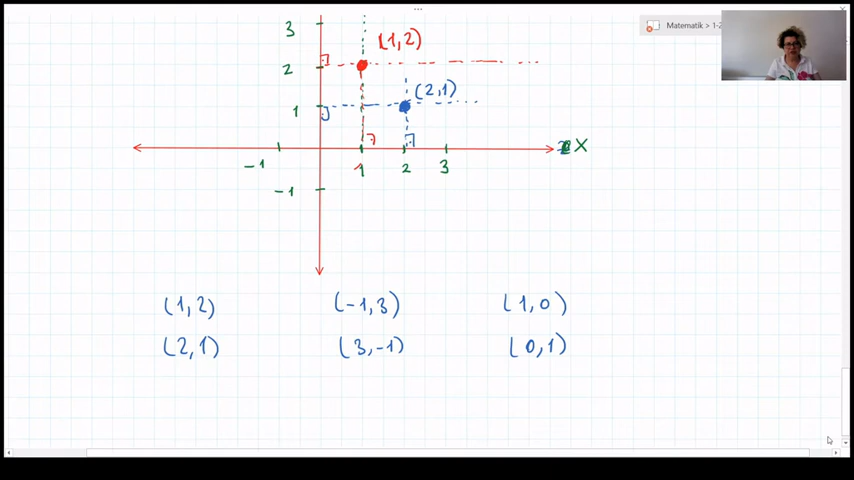 Matematik > 1-2
3
(1,2)
2
(2,1)
1
X
-1 1 2 3
-1
(1,2) (-1,3) (1,0)
(2,1) (3,-1) (0,1)